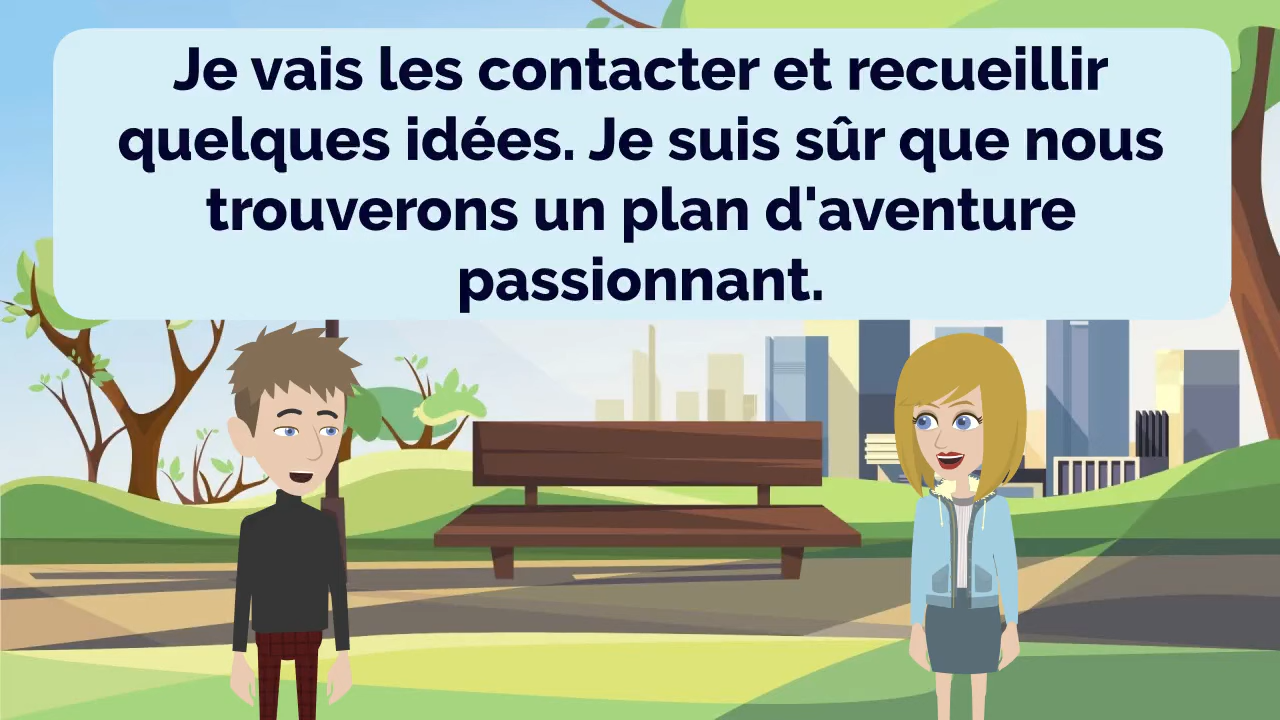 Je vais les contacter et recueillir
quelques idées. Je suis sûr que nous
trouverons un plan d'aventure
passionnant.